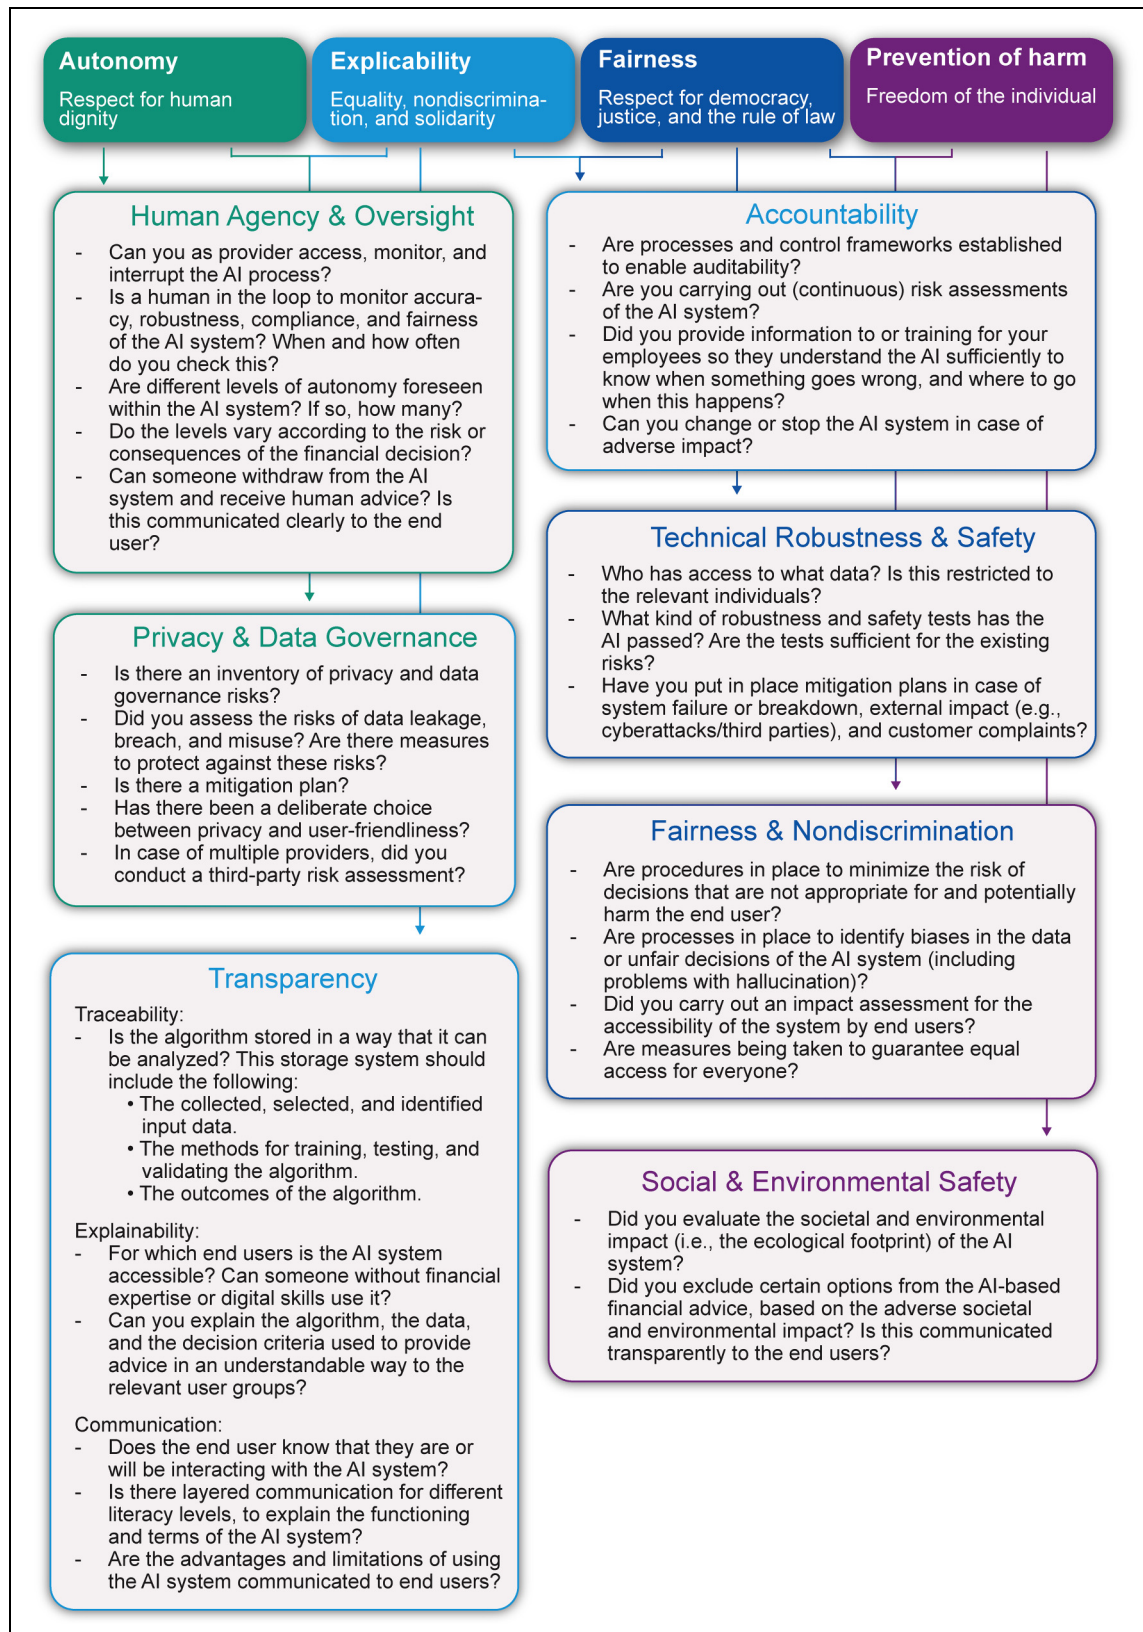 Autonomy
Respect for human
dignity
Explicability
Equality, nondiscrimina-
tion, and solidarity
Fairness
Respect for democracy,
justice, and the rule of law
Prevention of harm
Freedom of the individual
Human Agency & Oversight
- Can you as provider access, monitor, and
interrupt the AI process?
- Is a human in the loop to monitor accura-
cy, robustness, compliance, and fairness
of the AI system? When and how often
do you check this?
- Are different levels of autonomy foreseen
within the AI system? If so, how many?
- Do the levels vary according to the risk or
consequences of the financial decision?
- Can someone withdraw from the AI
system and receive human advice? Is
this communicated clearly to the end
user?
Privacy & Data Governance
- Is there an inventory of privacy and data
governance risks?
- Did you assess the risks of data leakage,
breach, and misuse? Are there measures
to protect against these risks?
- Is there a mitigation plan?
- Has there been a deliberate choice
between privacy and user-friendliness?
- In case of multiple providers, did you
conduct a third-party risk assessment?
Transparency
Traceability:
- Is the algorithm stored in a way that it can
be analyzed? This storage system should
include the following:
• The collected, selected, and identified
input data.
• The methods for training, testing, and
validating the algorithm.
• The outcomes of the algorithm.
Explainability:
- For which end users is the AI system
accessible? Can someone without financial
expertise or digital skills use it?
- Can you explain the algorithm, the data,
and the decision criteria used to provide
advice in an understandable way to the
relevant user groups?
Communication:
- Does the end user know that they are or
will be interacting with the AI system?
- Is there layered communication for different
literacy levels, to explain the functioning
and terms of the AI system?
- Are the advantages and limitations of using
the AI system communicated to end users?
Accountability
- Are processes and control frameworks established
to enable auditability?
- Are you carrying out (continuous) risk assessments
of the AI system?
- Did you provide information to or training for your
employees so they understand the AI sufficiently to
know when something goes wrong, and where to go
when this happens?
- Can you change or stop the AI system in case of
adverse impact?
Technical Robustness & Safety
- Who has access to what data? Is this restricted to
the relevant individuals?
- What kind of robustness and safety tests has the
AI passed? Are the tests sufficient for the existing
risks?
- Have you put in place mitigation plans in case of
system failure or breakdown, external impact (e.g.,
cyberattacks/third parties), and customer complaints?
Fairness & Nondiscrimination
- Are procedures in place to minimize the risk of
decisions that are not appropriate for and potentially
harm the end user?
- Are processes in place to identify biases in the data
or unfair decisions of the AI system (including
problems with hallucination)?
- Did you carry out an impact assessment for the
accessibility of the system by end users?
- Are measures being taken to guarantee equal
access for everyone?
Social & Environmental Safety
- Did you evaluate the societal and environmental
impact (i.e., the ecological footprint) of the AI
system?
- Did you exclude certain options from the AI-based
financial advice, based on the adverse societal
and environmental impact? Is this communicated
transparently to the end users?